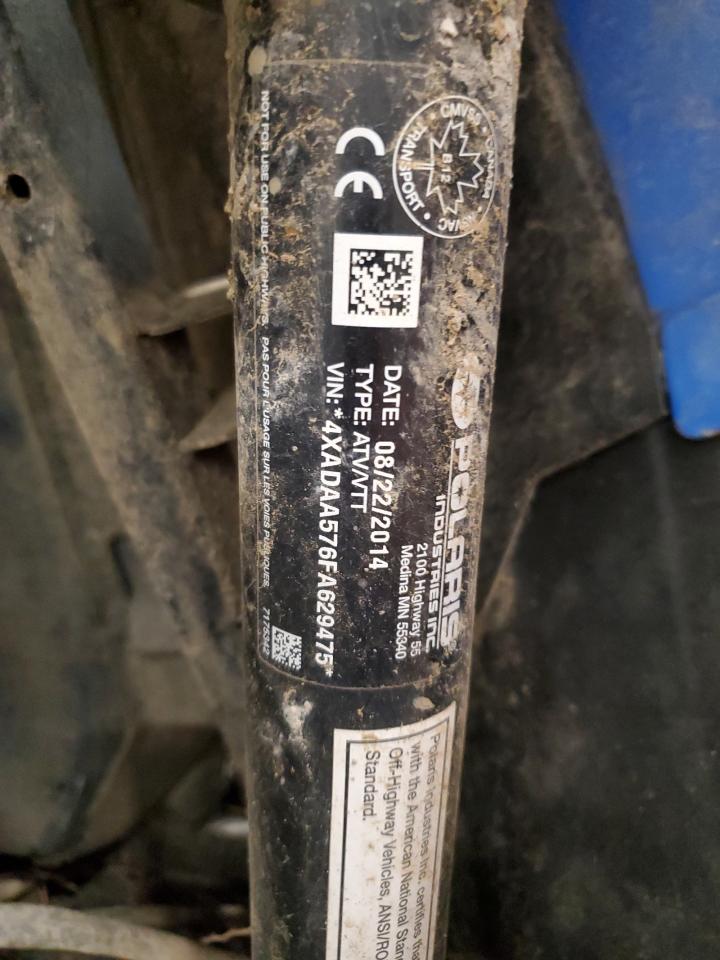 POLARIS®
INDUSTRIES INC.
2100 Highway 55
Medina MN 55340
CMVSS • CANADA
NSVAC
TRANSPORT •
B.12
CE
DATE: 08/22/2014
TYPE: ATV/VTT
VIN: *4XADAA576FA629475*
NOT FOR USE ON PUBLIC HIGHWAYS. PAS POUR L'USAGE SUR LES VOIES PUBLIQUES.
Polaris Industries Inc. certifies that
with the American National Stan
Off-Highway Vehicles, ANSI/RO
Standard.